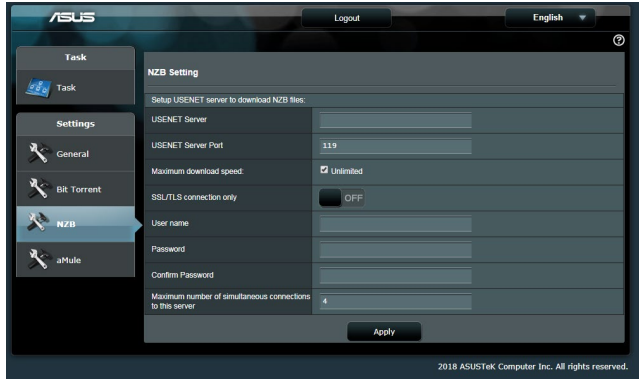 ASUS
Logout
English
Task
Task
Settings
General
Bit Torrent
NZB
aMule
NZB Setting
Setup USENET server to download NZB files:
USENET Server
USENET Server Port 119
Maximum download speed: Unlimited
SSL/TLS connection only OFF
User name
Password
Confirm Password
Maximum number of simultaneous connections
to this server 4
Apply
2018 ASUSTeK Computer Inc. All rights reserved.